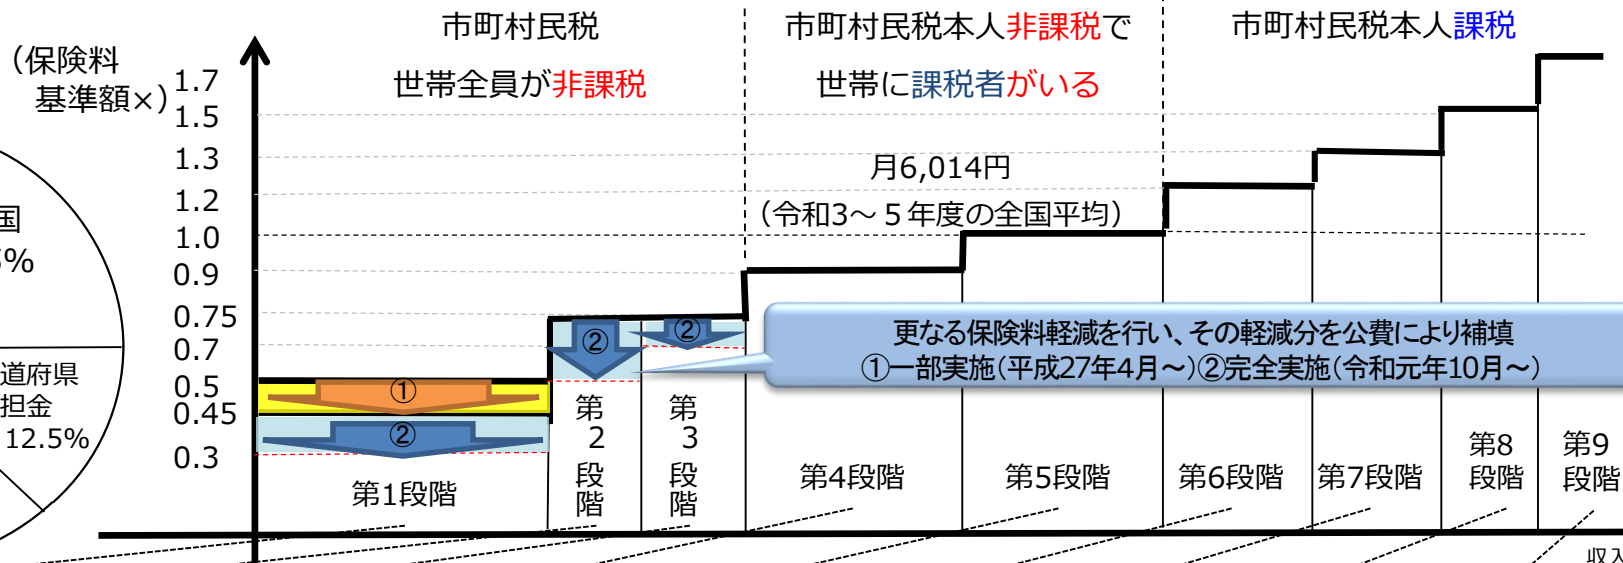 市町村民税
世帯全員が非課税
市町村民税本人非課税で
世帯に課税者がいる
市町村民税本人課税
(保険料
基準額×)
1.7
1.5
1.3
1.2
1.0
0.9
0.75
0.7
0.5
0.45
0.3
国
%
道府県
担金
12.5%
月6,014円
(令和3～5年度の全国平均)
更なる保険料軽減を行い、その軽減分を公費により補填
①一部実施(平成27年4月～)②完全実施(令和元年10月～)
①
②
②
②
第1段階
第2段階
第3段階
第4段階
第5段階
第6段階
第7段階
第8
段階
第9
段階
収入